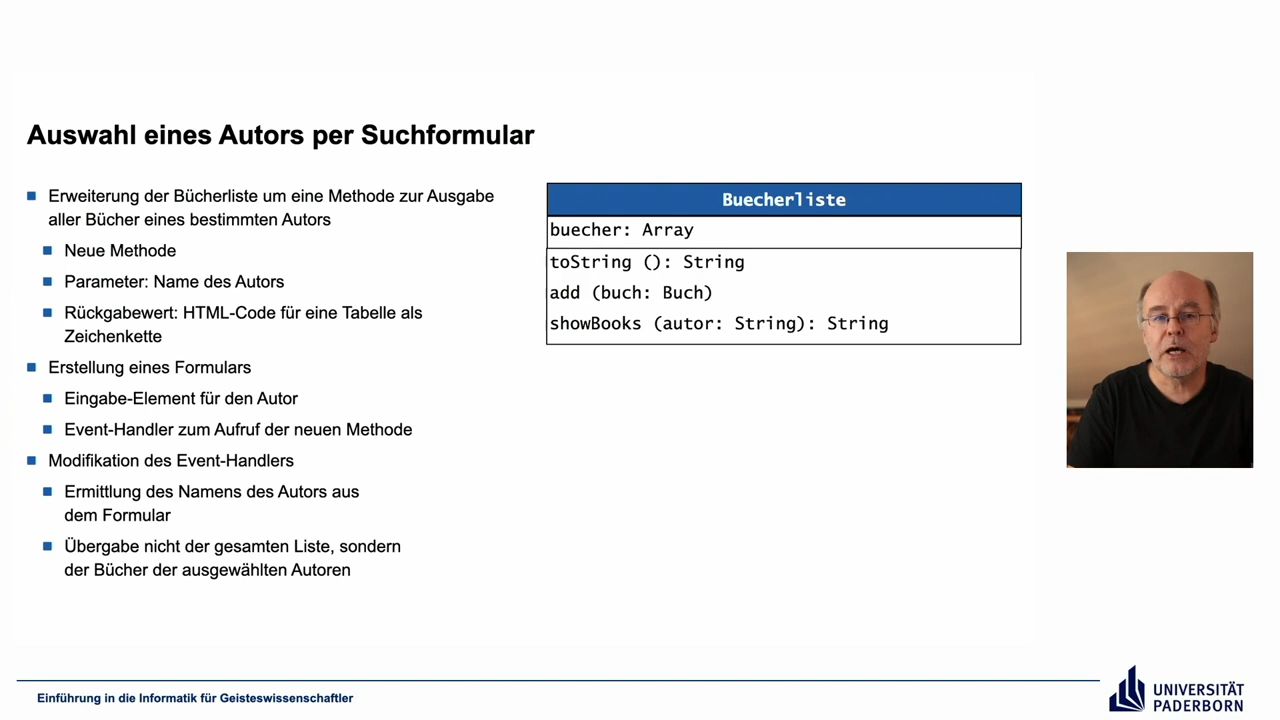 Auswahl eines Autors per Suchformular
Erweiterung der Bücherliste um eine Methode zur Ausgabe
aller Bücher eines bestimmten Autors
Neue Methode
Parameter: Name des Autors
Rückgabewert: HTML-Code für eine Tabelle als
Zeichenkette
Erstellung eines Formulars
Eingabe-Element für den Autor
Event-Handler zum Aufruf der neuen Methode
Modifikation des Event-Handlers
Ermittlung des Namens des Autors aus
dem Formular
Übergabe nicht der gesamten Liste, sondern
der Bücher der ausgewählten Autoren
Buecherliste
buecher: Array
toString (): String
add (buch: Buch)
showBooks (autor: String): String
Einführung in die Informatik für Geisteswissenschaftler
UNIVERSITÄT
PADERBORN